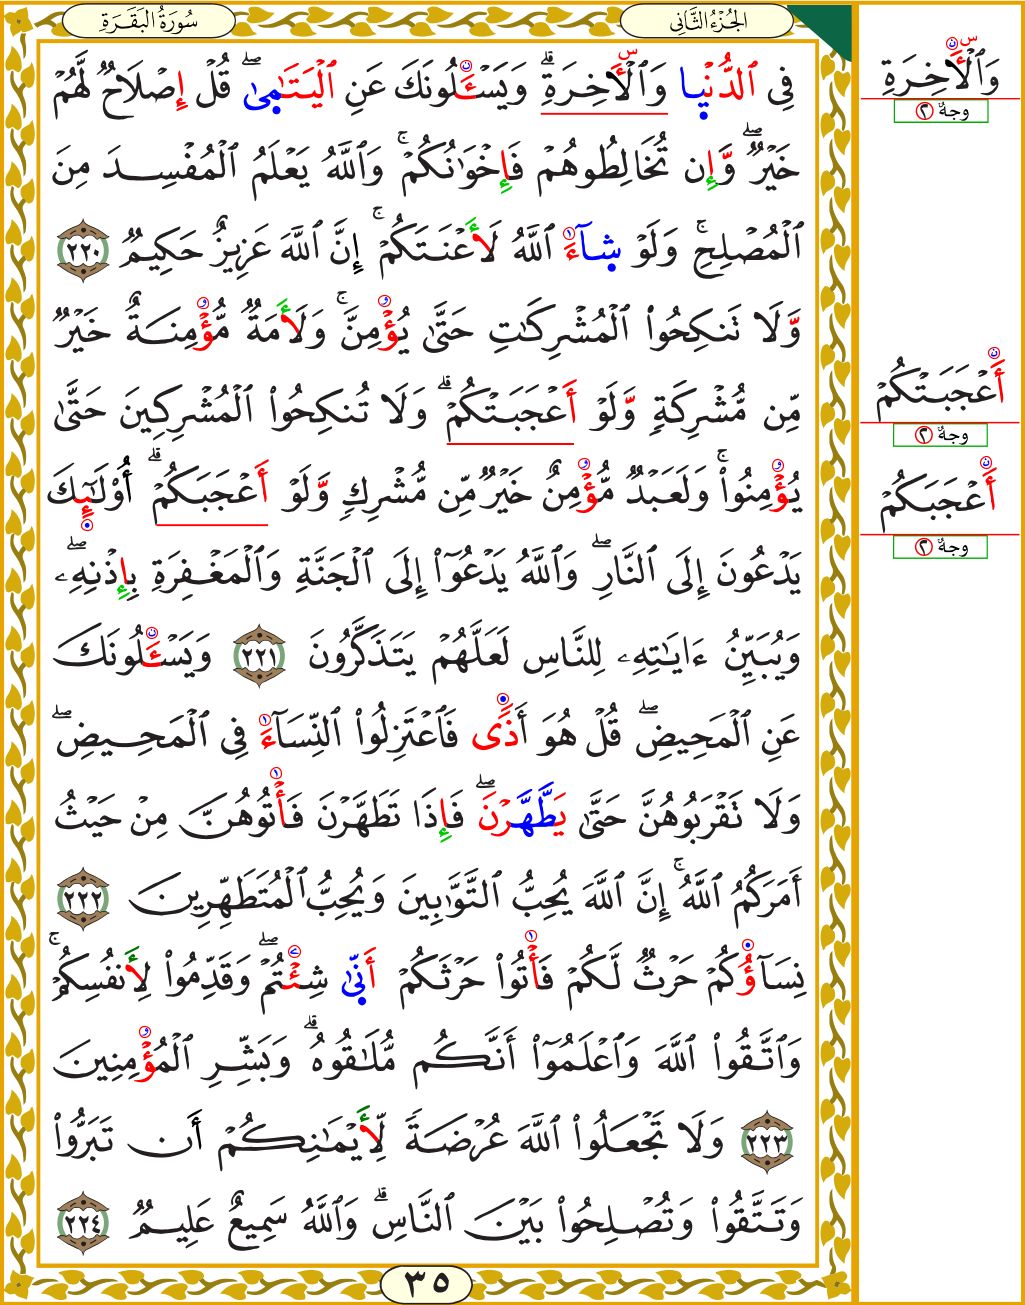 الجُزْءُ الثَّانِى
سُورَةُ البَقَرَةِ
فِى ٱلدُّنْيَا وَٱلْأَٓخِرَةِ ۗ وَيَسْـَٔلُونَكَ عَنِ ٱلْيَتَـٰمَىٰ ۖ قُلْ إِصْلَاحٌ لَّهُمْ
خَيْرٌ ۖ وَإِن تُخَالِطُوهُمْ فَإِخْوَٰنُكُمْ ۚ وَٱللَّهُ يَعْلَمُ ٱلْمُفْسِدَ مِنَ
ٱلْمُصْلِحِ ۚ وَلَوْ شَآءَ ٱللَّهُ لَأَعْنَتَكُمْ ۚ إِنَّ ٱللَّهَ عَزِيزٌ حَكِيمٌ ٢٢٠
وَلَا تَنكِحُوا۟ ٱلْمُشْرِكَـٰتِ حَتَّىٰ يُؤْمِنَّ ۚ وَلَأَمَةٌ مُّؤْمِنَةٌ خَيْرٌ
مِّن مُّشْرِكَةٍ وَلَوْ أَعْجَبَتْكُمْ ۗ وَلَا تُنكِحُوا۟ ٱلْمُشْرِكِينَ حَتَّىٰ
يُؤْمِنُوا۟ ۚ وَلَعَبْدٌ مُّؤْمِنٌ خَيْرٌ مِّن مُّشْرِكٍ وَلَوْ أَعْجَبَكُمْ ۗ أُو۟لَـٰٓئِكَ
يَدْعُونَ إِلَى ٱلنَّارِ ۖ وَٱللَّهُ يَدْعُوٓا۟ إِلَى ٱلْجَنَّةِ وَٱلْمَغْفِرَةِ بِإِذْنِهِۦ ۖ
وَيُبَيِّنُ ءَايَـٰتِهِۦ لِلنَّاسِ لَعَلَّهُمْ يَتَذَكَّرُونَ ٢٢١ وَيَسْـَٔلُونَكَ
عَنِ ٱلْمَحِيضِ ۖ قُلْ هُوَ أَذًى فَٱعْتَزِلُوا۟ ٱلنِّسَآءَ فِى ٱلْمَحِيضِ ۖ
وَلَا تَقْرَبُوهُنَّ حَتَّىٰ يَطَّهَّرْنَ ۖ فَإِذَا تَطَهَّرْنَ فَأْتُوهُنَّ مِنْ حَيْثُ
أَمَرَكُمُ ٱللَّهُ ۚ إِنَّ ٱللَّهَ يُحِبُّ ٱلتَّوَّٰبِينَ وَيُحِبُّ ٱلْمُتَطَهِّرِينَ ٢٢٢
نِسَآؤُكُمْ حَرْثٌ لَّكُمْ فَأْتُوا۟ حَرْثَكُمْ أَنَّىٰ شِئْتُمْ ۖ وَقَدِّمُوا۟ لِأَنفُسِكُمْ ۚ
وَٱتَّقُوا۟ ٱللَّهَ وَٱعْلَمُوٓا۟ أَنَّكُم مُّلَـٰقُوهُ ۗ وَبَشِّرِ ٱلْمُؤْمِنِينَ
٢٢٣ وَلَا تَجْعَلُوا۟ ٱللَّهَ عُرْضَةً لِّأَيْمَـٰنِكُمْ أَن تَبَرُّوا۟
وَتَتَّقُوا۟ وَتُصْلِحُوا۟ بَيْنَ ٱلنَّاسِ ۗ وَٱللَّهُ سَمِيعٌ عَلِيمٌ ٢٢٤
٣٥
وَٱلْأَٓخِرَةِ
وجهٌ ٢
أَعْجَبَتْكُمْ
وجهٌ ٢
أَعْجَبَكُمْ
وجهٌ ٢